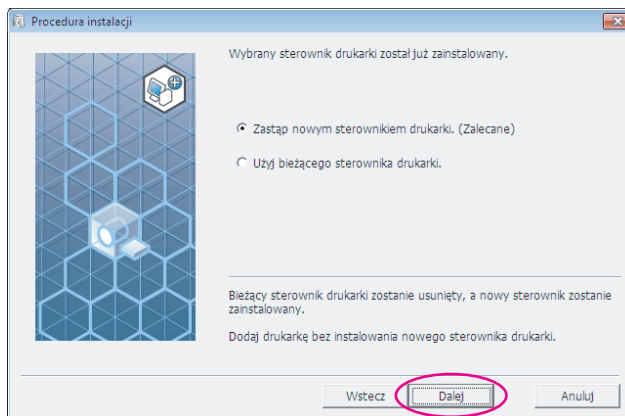 Procedura instalacji
Wybrany sterownik drukarki został już zainstalowany.
Zastąp nowym sterownikiem drukarki. (Zalecane)
Użyj bieżącego sterownika drukarki.
Bieżący sterownik drukarki zostanie usunięty, a nowy sterownik zostanie
zainstalowany.
Dodaj drukarkę bez instalowania nowego sterownika drukarki.
Wstecz Dalej Anuluj